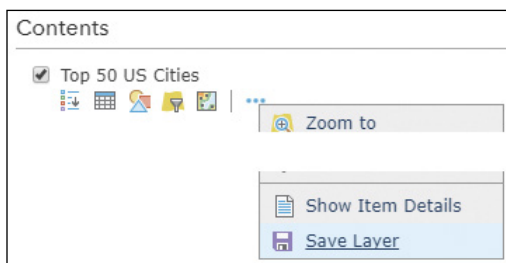 Contents
Top 50 US Cities
Zoom to
Show Item Details
Save Layer